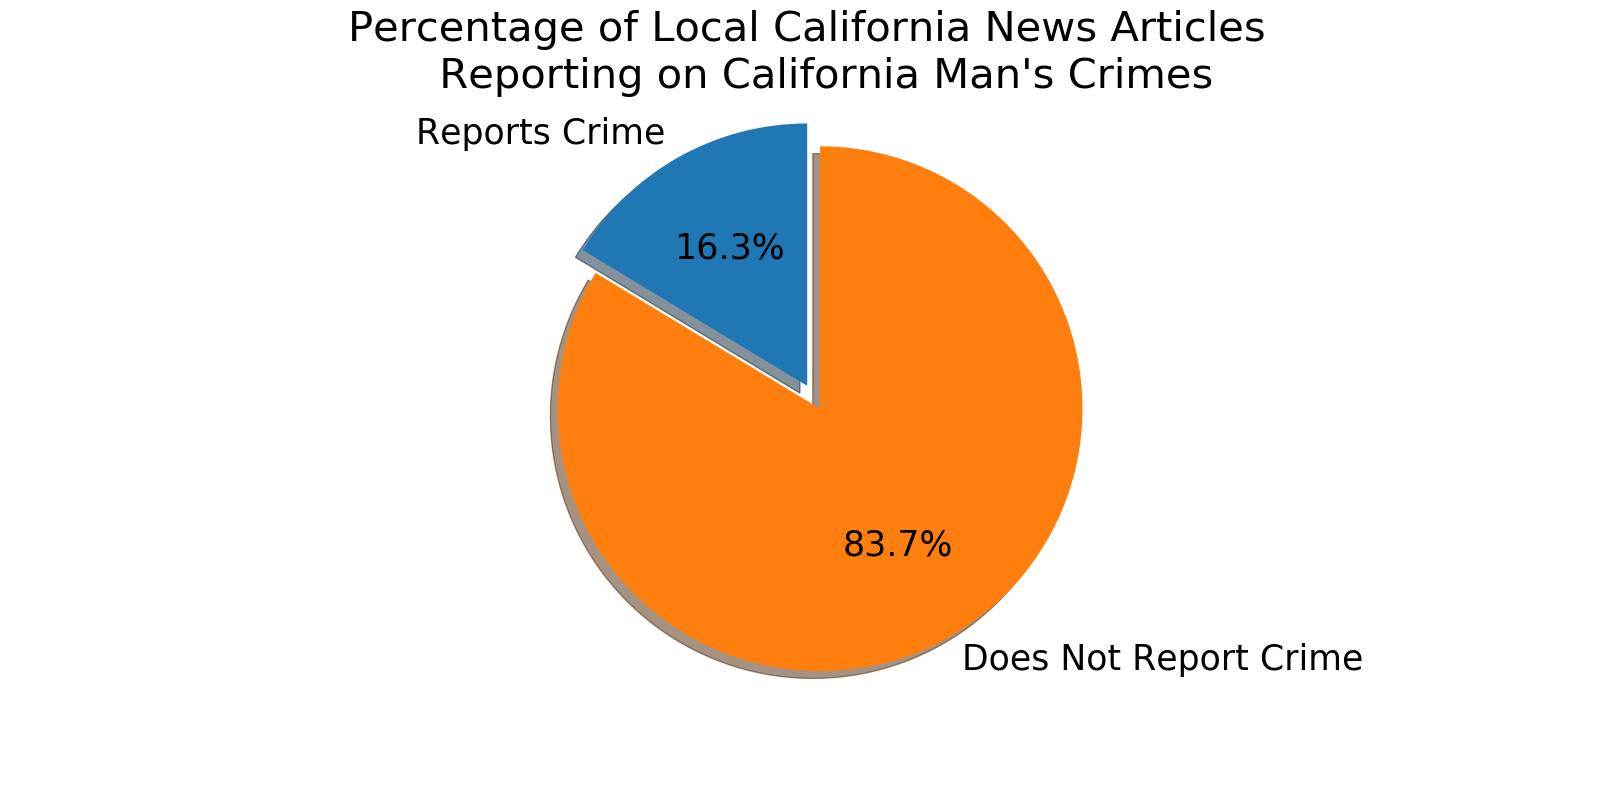 Percentage of Local California News Articles
Reporting on California Man's Crimes
Reports Crime
16.3%
83.7%
Does Not Report Crime